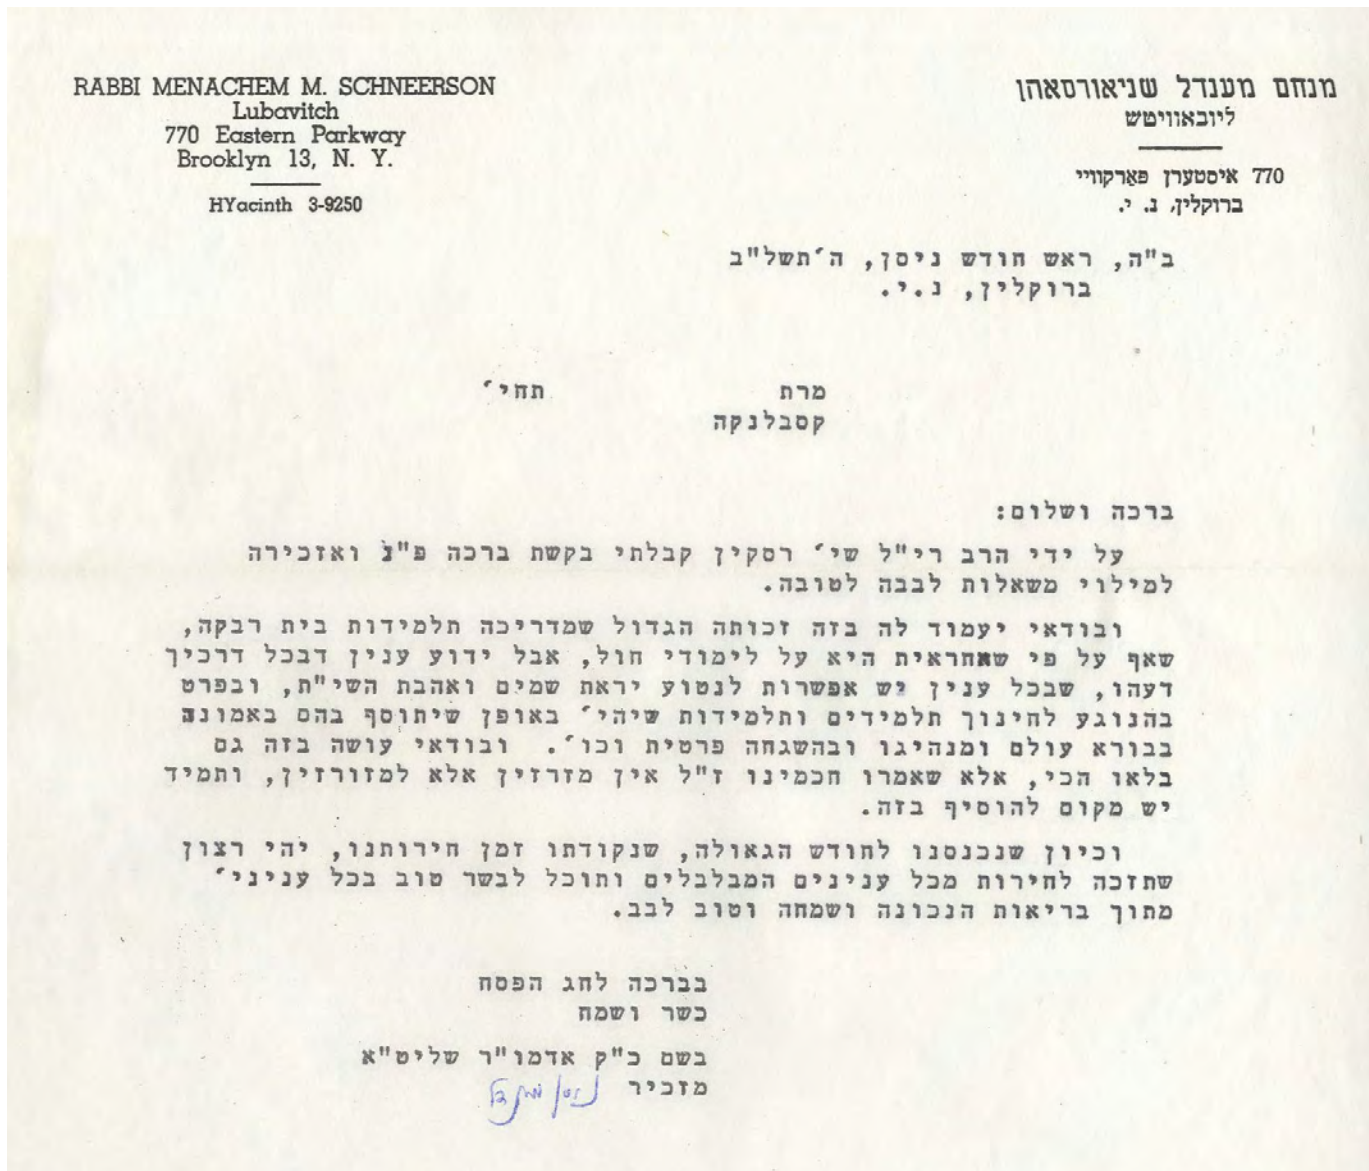 RABBI MENACHEM M. SCHNEERSON
Lubavitch
770 Eastern Parkway
Brooklyn 13, N. Y.
HYacinth 3-9250
מנחם מענדל שניאורסאהן
ליובאוויטש
770 איסטערן פּאַרקוויי
ברוקלין, נ. י.
ב"ה, ראש חודש ניסן, ה'תשל"ב
ברוקלין, נ.י.
מרת תחי'
קסבלנקה
ברכה ושלום:
על ידי הרב רי"ל שי' רסקין קבלתי בקשת ברכה פ"נ ואזכירה
למילוי משאלות לבבה לטובה.
ובודאי יעמוד לה בזה זכותה הגדול שמדריכה תלמידות בית רבקה,
שאף על פי שאחראית היא על לימודי חול, אבל ידוע ענין דבכל דרכיך
דעהו, שבכל ענין יש אפשרות לנטוע יראת שמים ואהבת השי"ת, ובפרט
בהנוגע לחינוך תלמידים ותלמידות שיהי' באופן שיתוסף בהם באמונה
בבורא עולם ומנהיגו ובהשגחה פרטית וכו'. ובודאי עושה בזה גם
בלאו הכי, אלא שאמרו חכמינו ז"ל אין מזרזין אלא למזורזין, ותמיד
יש מקום להוסיף בזה.
וכיון שנכנסנו לחודש הגאולה, שנקודתו זמן חירותנו, יהי רצון
שתזכה לחירות מכל ענינים המבלבלים ותוכל לבשר טוב בכל עניני'
מתוך בריאות הנכונה ושמחה וטוב לבב.
בברכה לחג הפסח
כשר ושמח
בשם כ"ק אדמו"ר שליט"א
מזכיר